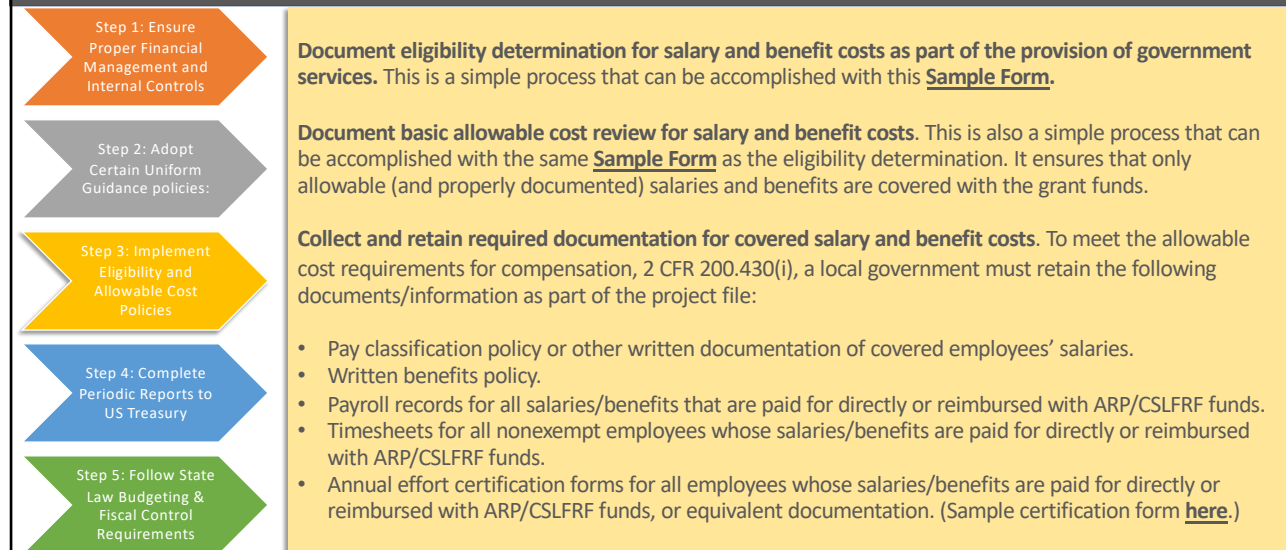 Step 1: Ensure
Proper Financial
Management and
Internal Controls
Step 2: Adopt
Certain Uniform
Guidance policies:
Step 3: Implement
Eligibility and
Allowable Cost
Policies
Step 4: Complete
Periodic Reports to
US Treasury
Step 5: Follow State
Law Budgeting &
Fiscal Control
Requirements
Document eligibility determination for salary and benefit costs as part of the provision of government
services. This is a simple process that can be accomplished with this Sample Form.
Document basic allowable cost review for salary and benefit costs. This is also a simple process that can
be accomplished with the same Sample Form as the eligibility determination. It ensures that only
allowable (and properly documented) salaries and benefits are covered with the grant funds.
Collect and retain required documentation for covered salary and benefit costs. To meet the allowable
cost requirements for compensation, 2 CFR 200.430(i), a local government must retain the following
documents/information as part of the project file:
• Pay classification policy or other written documentation of covered employees’ salaries.
• Written benefits policy.
• Payroll records for all salaries/benefits that are paid for directly or reimbursed with ARP/CSLFRF funds.
• Timesheets for all nonexempt employees whose salaries/benefits are paid for directly or reimbursed
with ARP/CSLFRF funds.
• Annual effort certification forms for all employees whose salaries/benefits are paid for directly or
reimbursed with ARP/CSLFRF funds, or equivalent documentation. (Sample certification form here.)